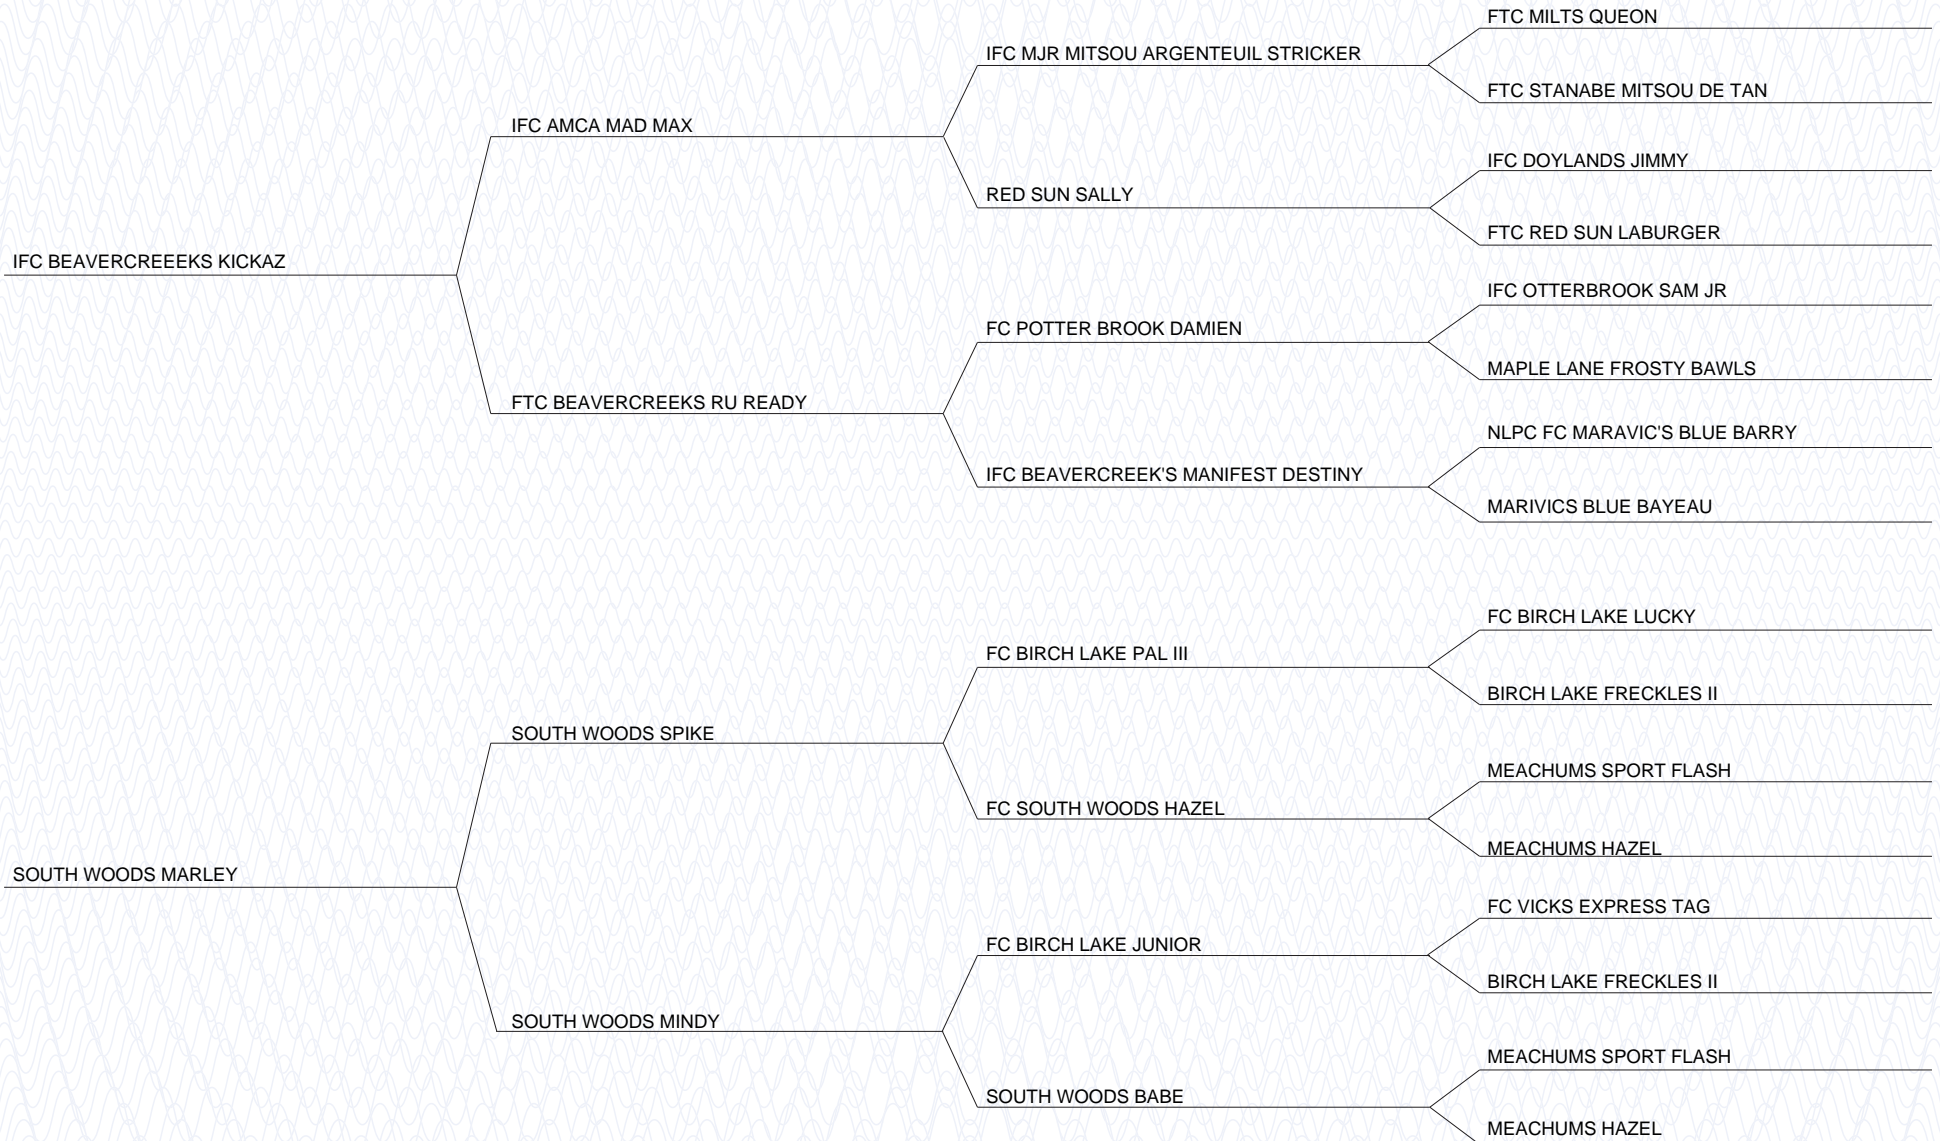 FTC MILTS QUEON
IFC MJR MITSOU ARGENTEUIL STRICKER
FTC STANABE MITSOU DE TAN
IFC AMCA MAD MAX
IFC DOYLANDS JIMMY
RED SUN SALLY
FTC RED SUN LABURGER
IFC BEAVERCREEEKS KICKAZ
IFC OTTERBROOK SAM JR
FC POTTER BROOK DAMIEN
MAPLE LANE FROSTY BAWLS
FTC BEAVERCREEKS RU READY
NLPC FC MARAVIC'S BLUE BARRY
IFC BEAVERCREEK'S MANIFEST DESTINY
MARIVICS BLUE BAYEAU
FC BIRCH LAKE LUCKY
FC BIRCH LAKE PAL III
BIRCH LAKE FRECKLES II
SOUTH WOODS SPIKE
MEACHUMS SPORT FLASH
FC SOUTH WOODS HAZEL
MEACHUMS HAZEL
SOUTH WOODS MARLEY
FC VICKS EXPRESS TAG
FC BIRCH LAKE JUNIOR
BIRCH LAKE FRECKLES II
SOUTH WOODS MINDY
MEACHUMS SPORT FLASH
SOUTH WOODS BABE
MEACHUMS HAZEL